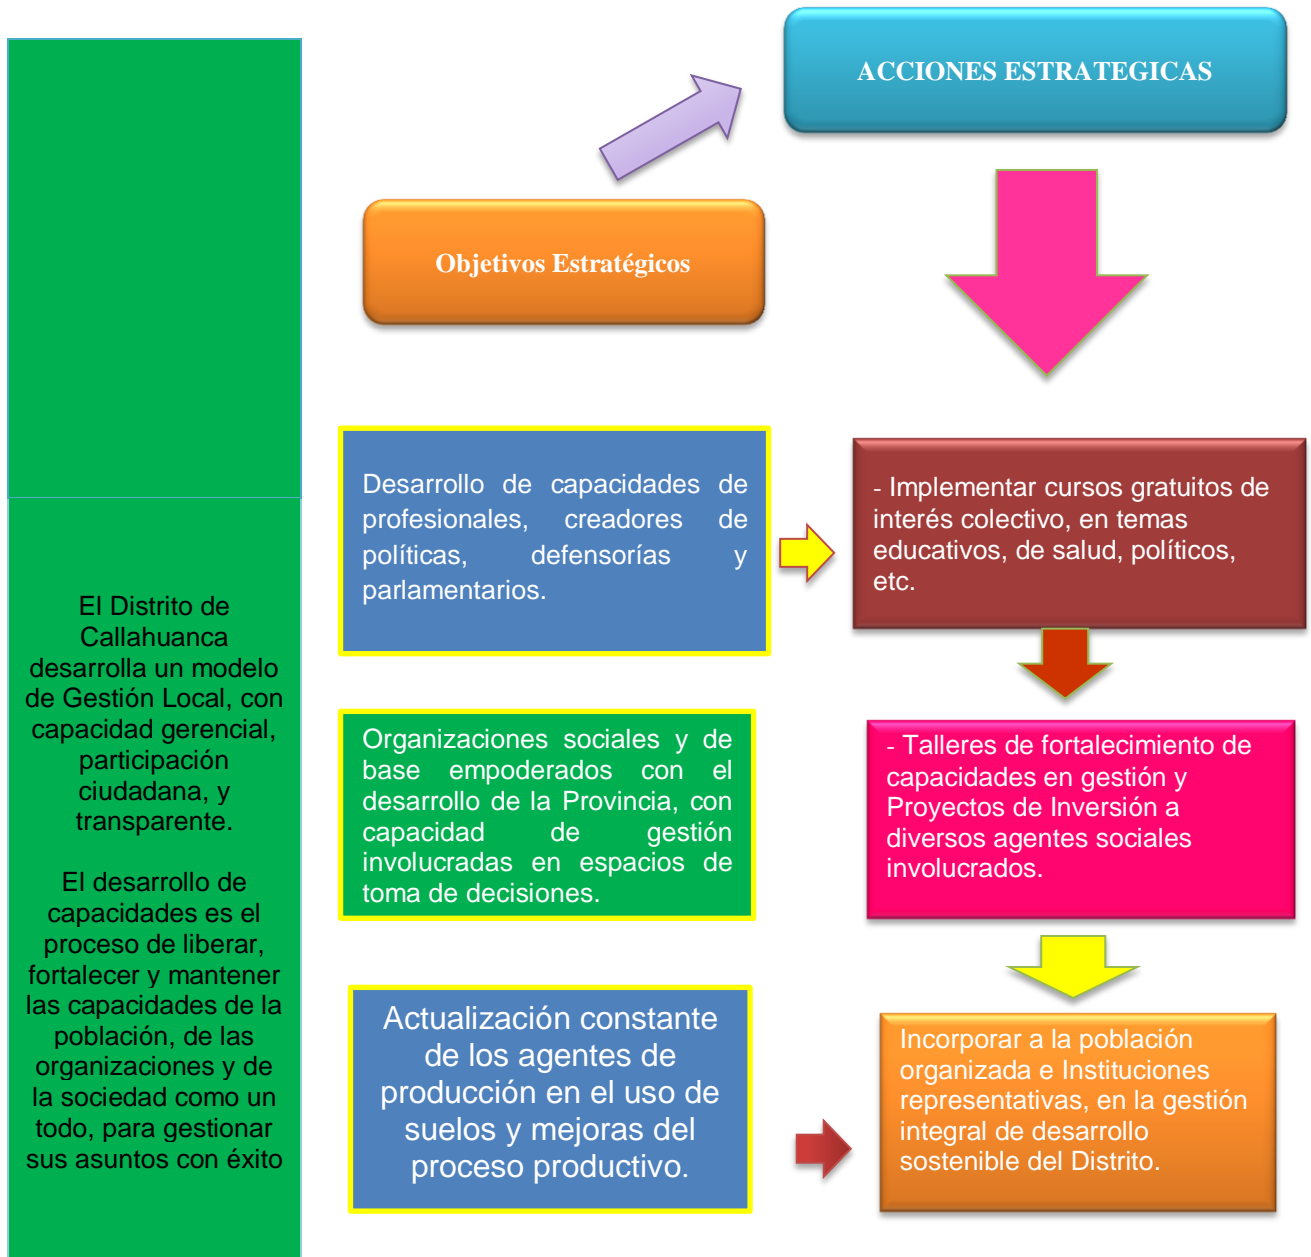 ACCIONES ESTRATEGICAS
Objetivos Estratégicos
El Distrito de
Callahuanca
desarrolla un modelo
de Gestión Local, con
capacidad gerencial,
participación
ciudadana, y
transparente.
El desarrollo de
capacidades es el
proceso de liberar,
fortalecer y mantener
las capacidades de la
población, de las
organizaciones y de
la sociedad como un
todo, para gestionar
sus asuntos con éxito
Desarrollo de capacidades de
profesionales, creadores de
políticas, defensorías y
parlamentarios.
- Implementar cursos gratuitos de
interés colectivo, en temas
educativos, de salud, políticos,
etc.
Organizaciones sociales y de
base empoderados con el
desarrollo de la Provincia, con
capacidad de gestión
involucradas en espacios de
toma de decisiones.
- Talleres de fortalecimiento de
capacidades en gestión y
Proyectos de Inversión a
diversos agentes sociales
involucrados.
Actualización constante
de los agentes de
producción en el uso de
suelos y mejoras del
proceso productivo.
Incorporar a la población
organizada e Instituciones
representativas, en la gestión
integral de desarrollo
sostenible del Distrito.